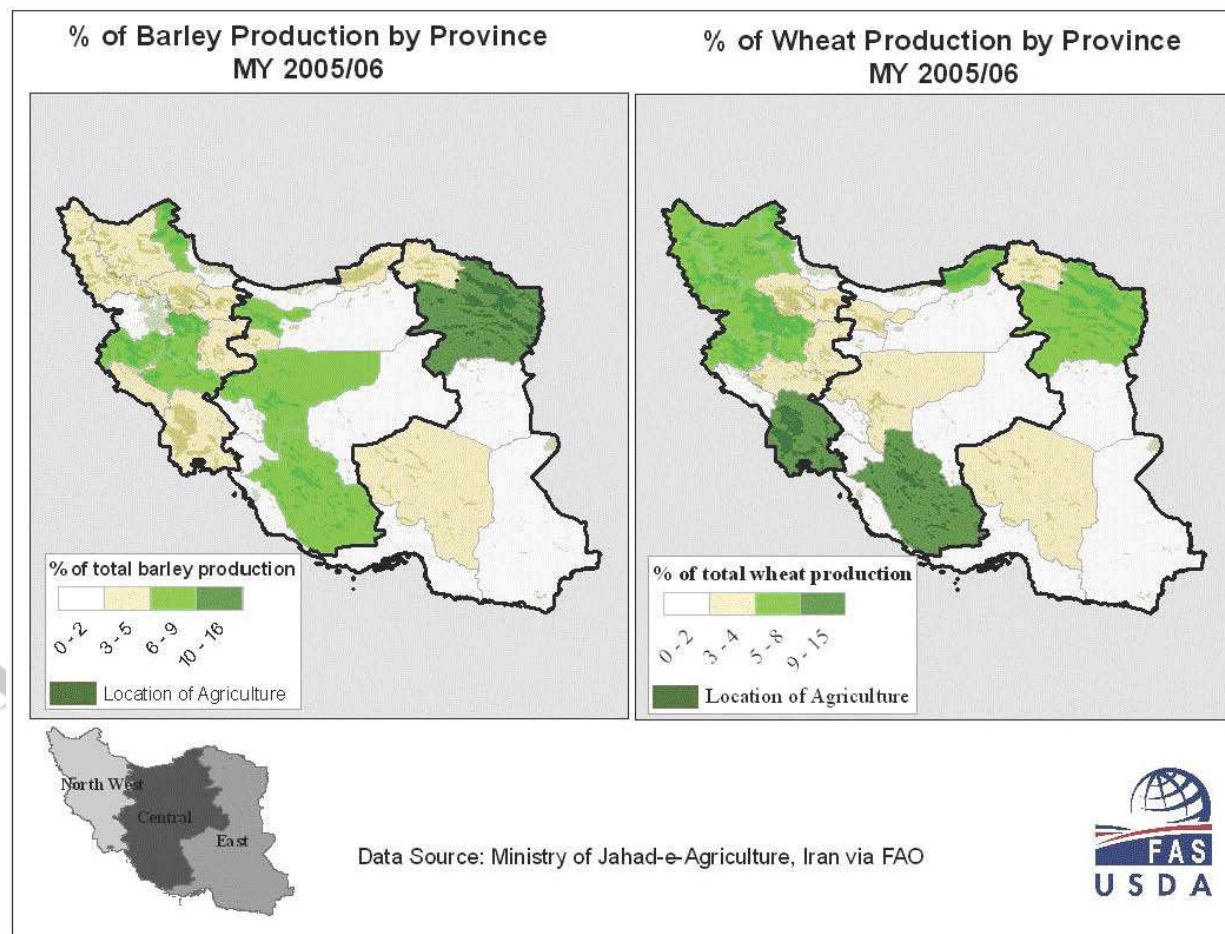 % of Barley Production by Province
MY 2005/06
% of Wheat Production by Province
MY 2005/06
% of total barley production
0 - 2
3 - 5
6 - 9
10 - 16
Location of Agriculture
% of total wheat production
0 - 2
3 - 4
5 - 8
9 - 15
Location of Agriculture
North West
Central
East
Data Source: Ministry of Jahad-e-Agriculture, Iran via FAO
FAS
USDA